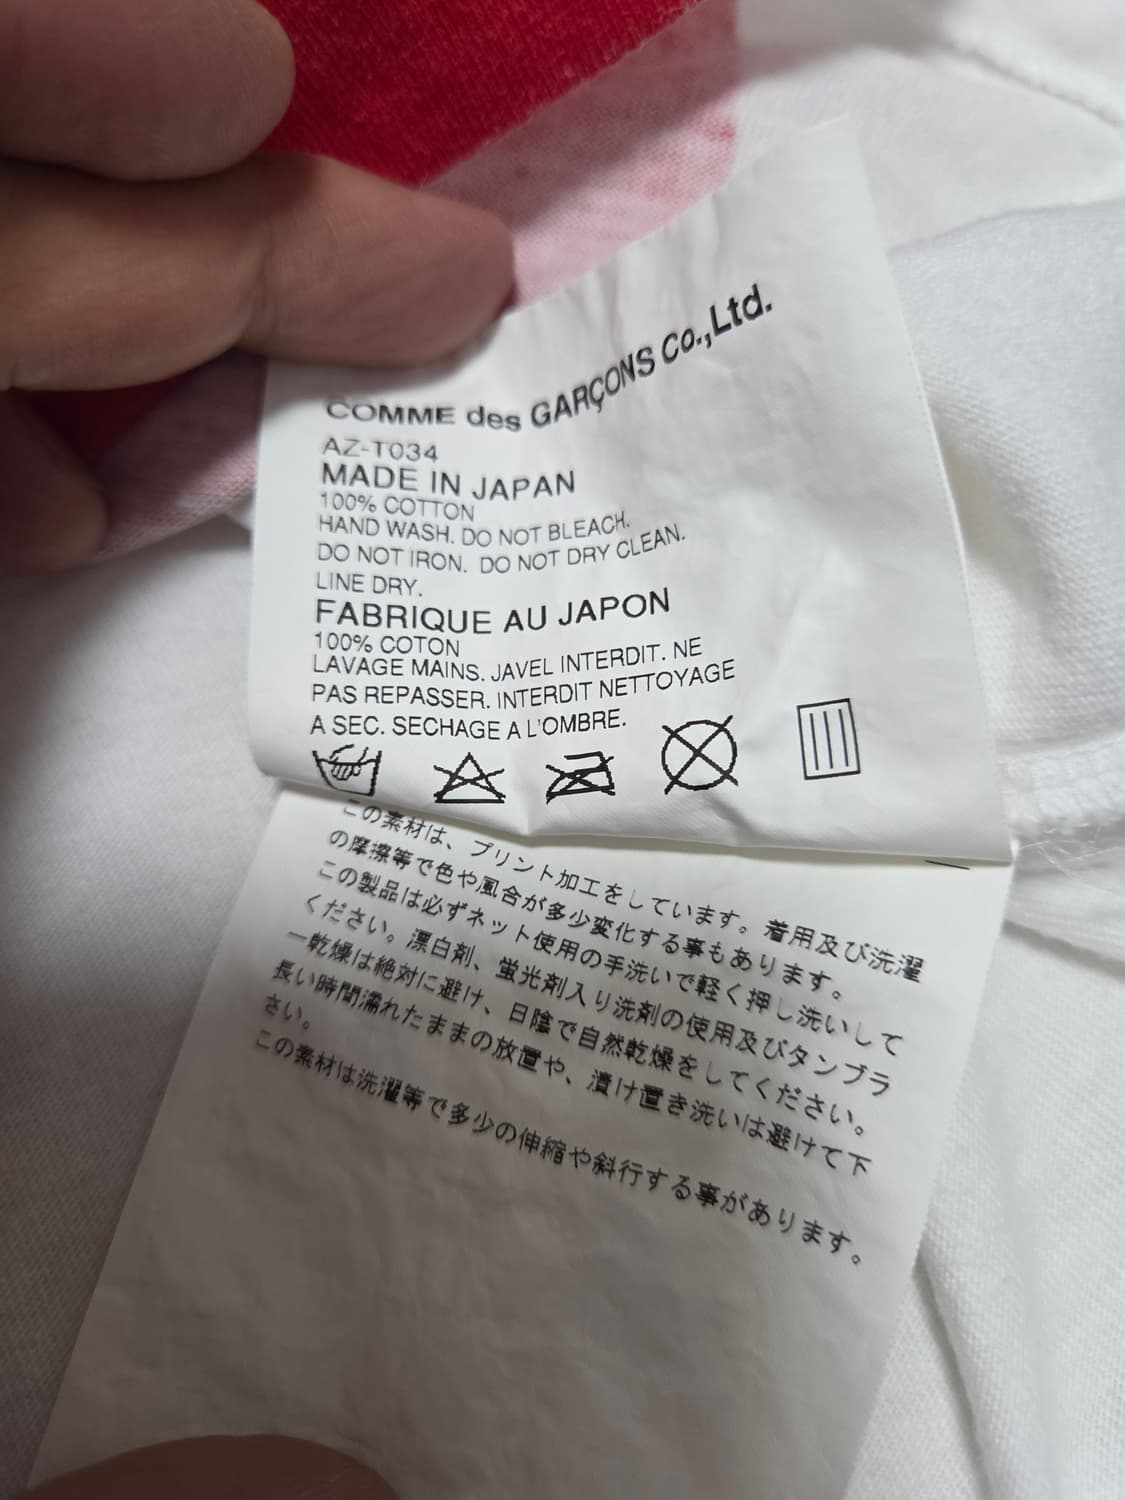 COMME des GARÇONS Co.,Ltd.
AZ-T034
MADE IN JAPAN
100% COTTON
HAND WASH. DO NOT BLEACH.
DO NOT IRON. DO NOT DRY CLEAN.
LINE DRY.
FABRIQUE AU JAPON
100% COTON
LAVAGE MAINS. JAVEL INTERDIT. NE
PAS REPASSER. INTERDIT NETTOYAGE
A SEC. SECHAGE A L'OMBRE.
この素材は、プリント加工をしています。着用及び洗濯
の摩擦等で色や風合が多少変化する事もあります。
この製品は必ずネット使用の手洗いで軽く押し洗いして
ください。漂白剤、蛍光剤入り洗剤の使用及びタンブラ
ー乾燥は絶対に避け、日陰で自然乾燥をしてください。
長い時間濡れたままの放置や、漬け置き洗いは避けて下
さい。
この素材は洗濯等で多少の伸縮や斜行する事があります。